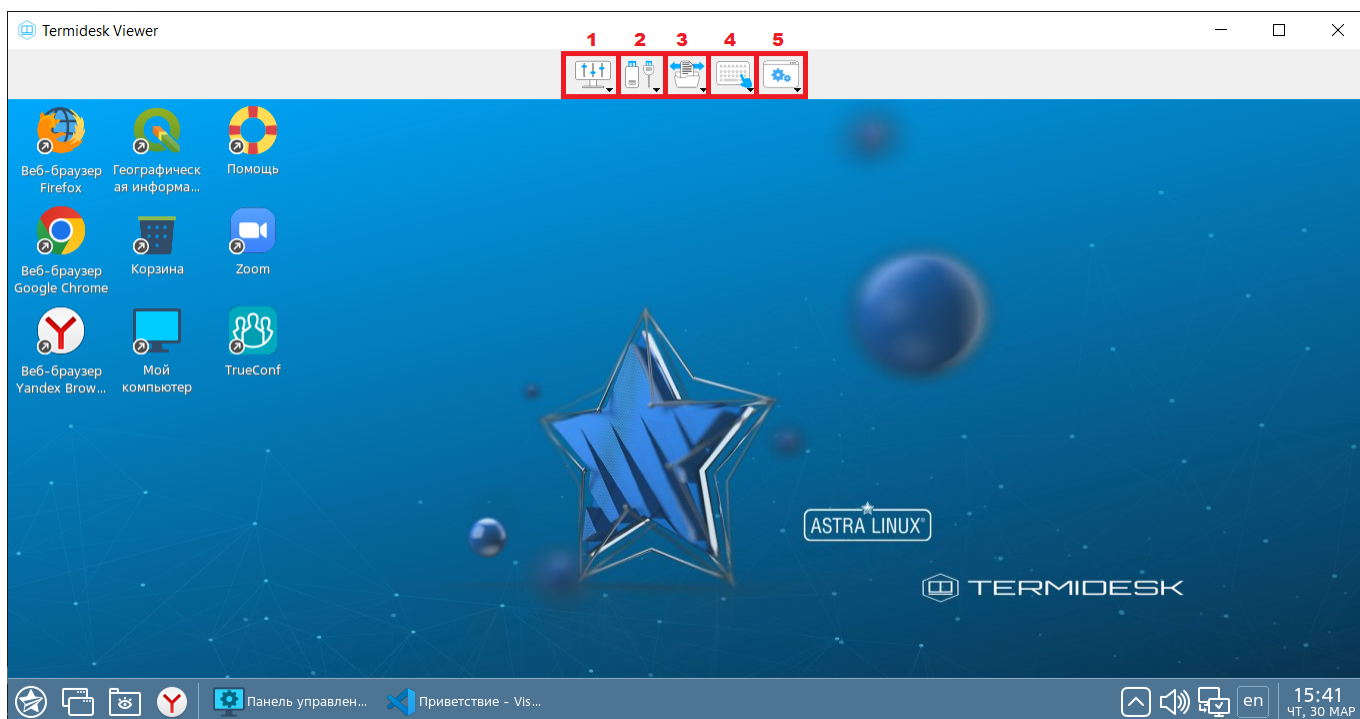 Termidesk Viewer
1 2 3 4 5
Веб-браузер
Firefox
Географическ
ая информа...
Помощь
Веб-браузер
Google Chrome
Корзина
Zoom
Веб-браузер
Yandex Brow...
Мой
компьютер
TrueConf
ASTRA LINUX®
TERMIDESK
Панель управлен...
Приветствие - Vis...
en
15:41
ЧТ, 30 МАР